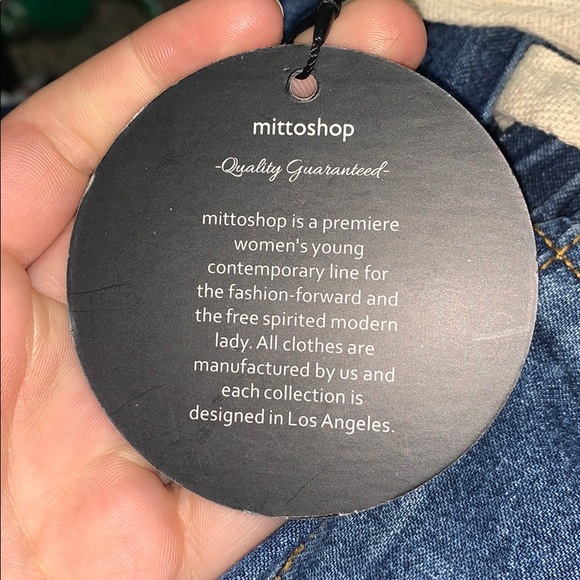 mittoshop
-Quality Guaranteed-
mittoshop is a premiere
women's young
contemporary line for
the fashion-forward and
the free spirited modern
lady. All clothes are
manufactured by us and
each collection is
designed in Los Angeles.